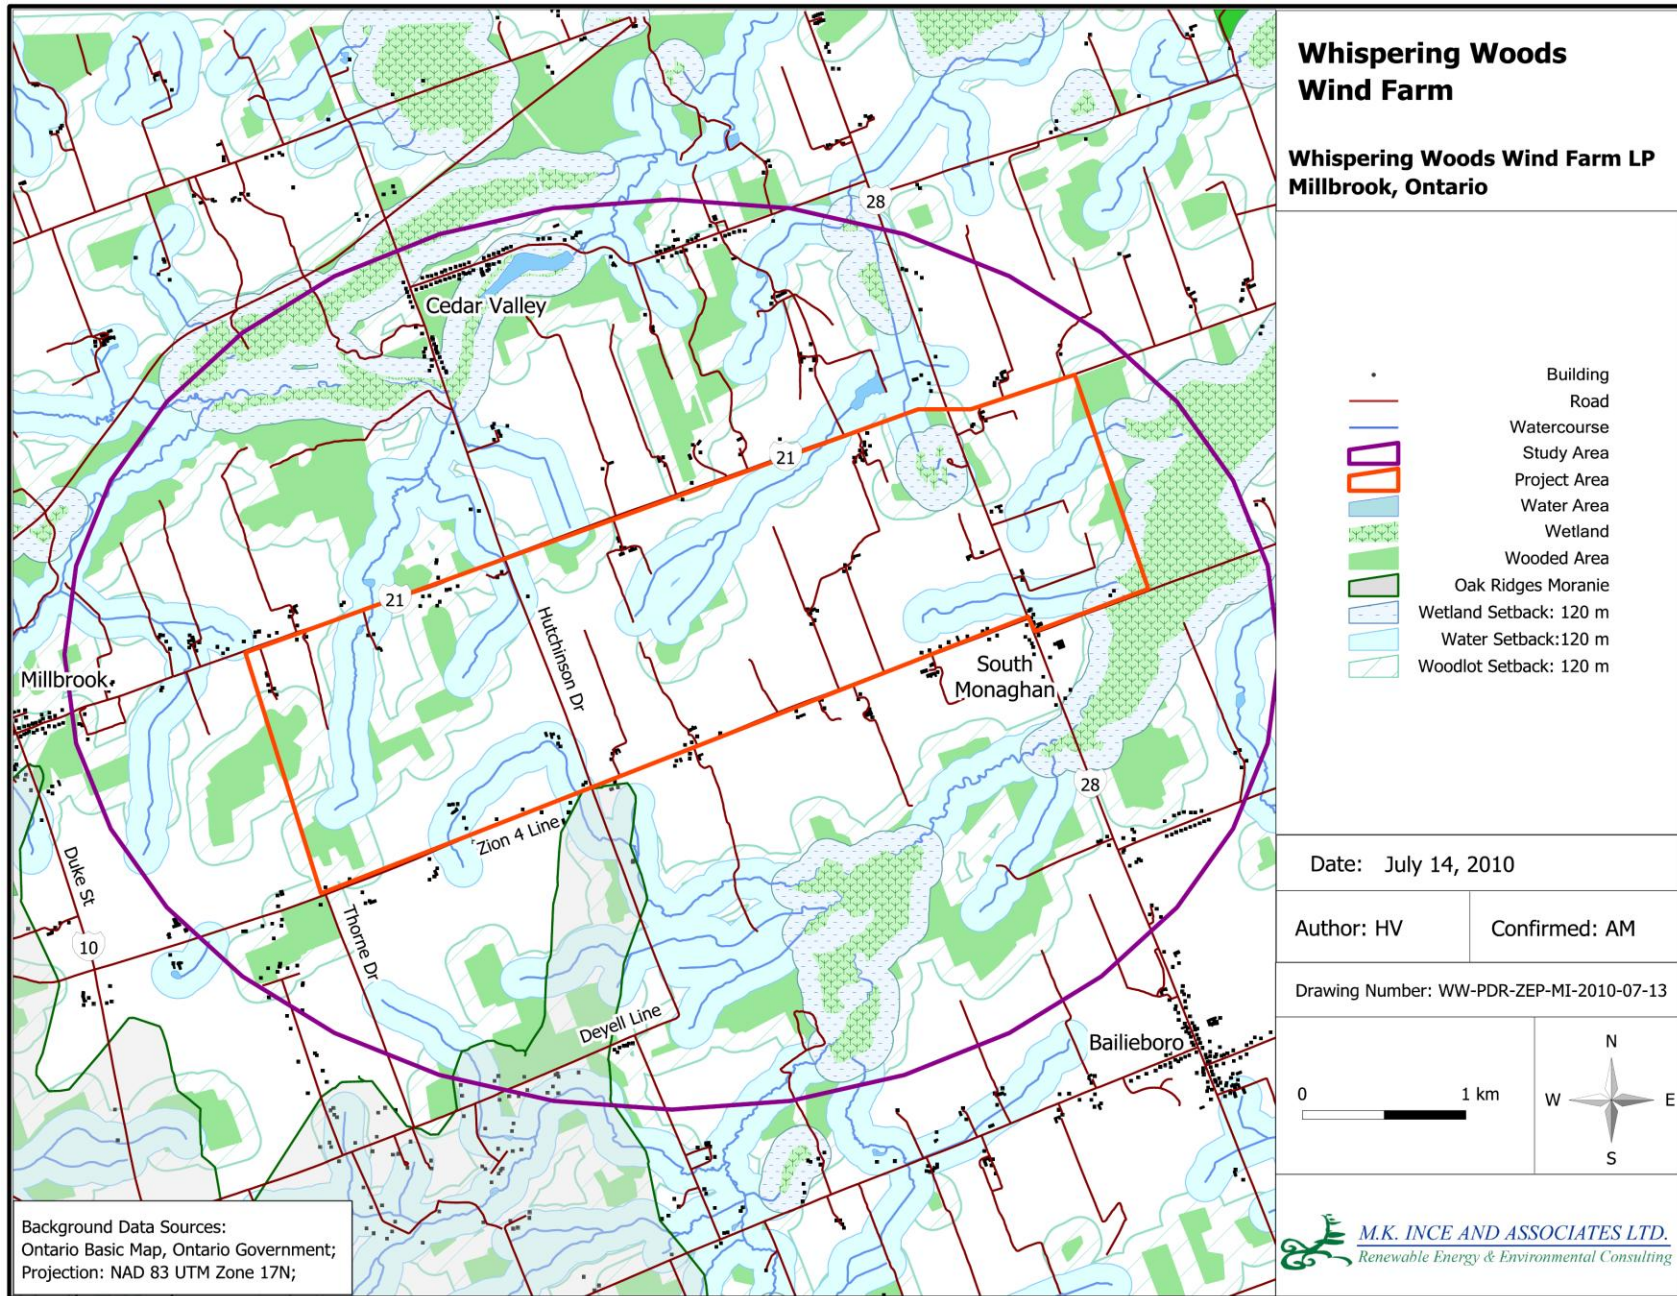 Whispering Woods
Wind Farm
Whispering Woods Wind Farm LP
Millbrook, Ontario
Building
Road
Watercourse
Study Area
Project Area
Water Area
Wetland
Wooded Area
Oak Ridges Moranie
Wetland Setback: 120 m
Water Setback:120 m
Woodlot Setback: 120 m
Date: July 14, 2010
Author: HV
Confirmed: AM
Drawing Number: WW-PDR-ZEP-MI-2010-07-13
0 1 km
N
W E
S
M.K. INCE AND ASSOCIATES LTD.
Renewable Energy & Environmental Consulting
28
Cedar Valley
21
21
Hutchinson Dr
Millbrook
South
Monaghan
28
Zion 4 Line
Duke St
Thorne Dr
10
Deyell Line
Bailieboro
Background Data Sources:
Ontario Basic Map, Ontario Government;
Projection: NAD 83 UTM Zone 17N;